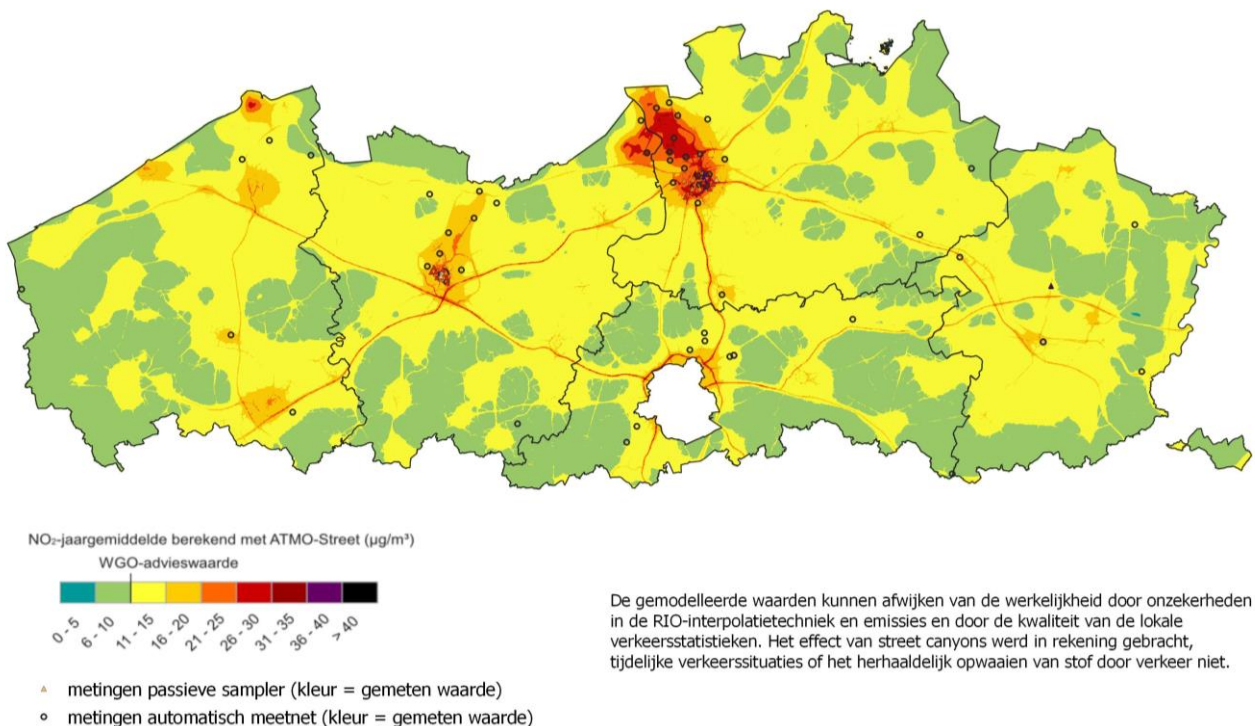 NO₂-jaargemiddelde berekend met ATMO-Street (µg/m³)
WGO-advieswaarde
0 - 5
6 - 10
11 - 15
16 - 20
21 - 25
26 - 30
31 - 35
36 - 40
> 40
metingen passieve sampler (kleur = gemeten waarde)
metingen automatisch meetnet (kleur = gemeten waarde)
De gemodelleerde waarden kunnen afwijken van de werkelijkheid door onzekerheden
in de RIO-interpolatietechniek en emissies en door de kwaliteit van de lokale
verkeersstatistieken. Het effect van street canyons werd in rekening gebracht,
tijdelijke verkeerssituaties of het herhaaldelijk opwaaien van stof door verkeer niet.